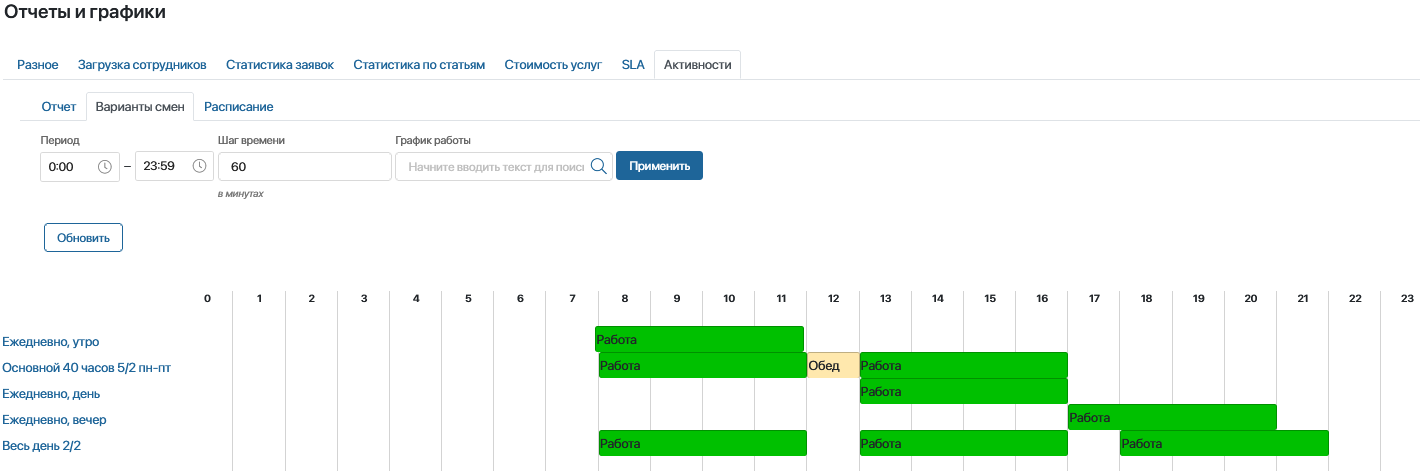 Отчеты и графики
Разное Загрузка сотрудников Статистика заявок Статистика по статьям Стоимость услуг SLA Активности
Отчет Варианты смен Расписание
Период Шаг времени График работы
0:00 – 23:59 60 Начните вводить текст для поис Применить
в минутах
Обновить
0 1 2 3 4 5 6 7 8 9 10 11 12 13 14 15 16 17 18 19 20 21 22 23
Ежедневно, утро Работа
Основной 40 часов 5/2 пн-пт Работа Обед Работа
Ежедневно, день Работа
Ежедневно, вечер Работа
Весь день 2/2 Работа Работа Работа